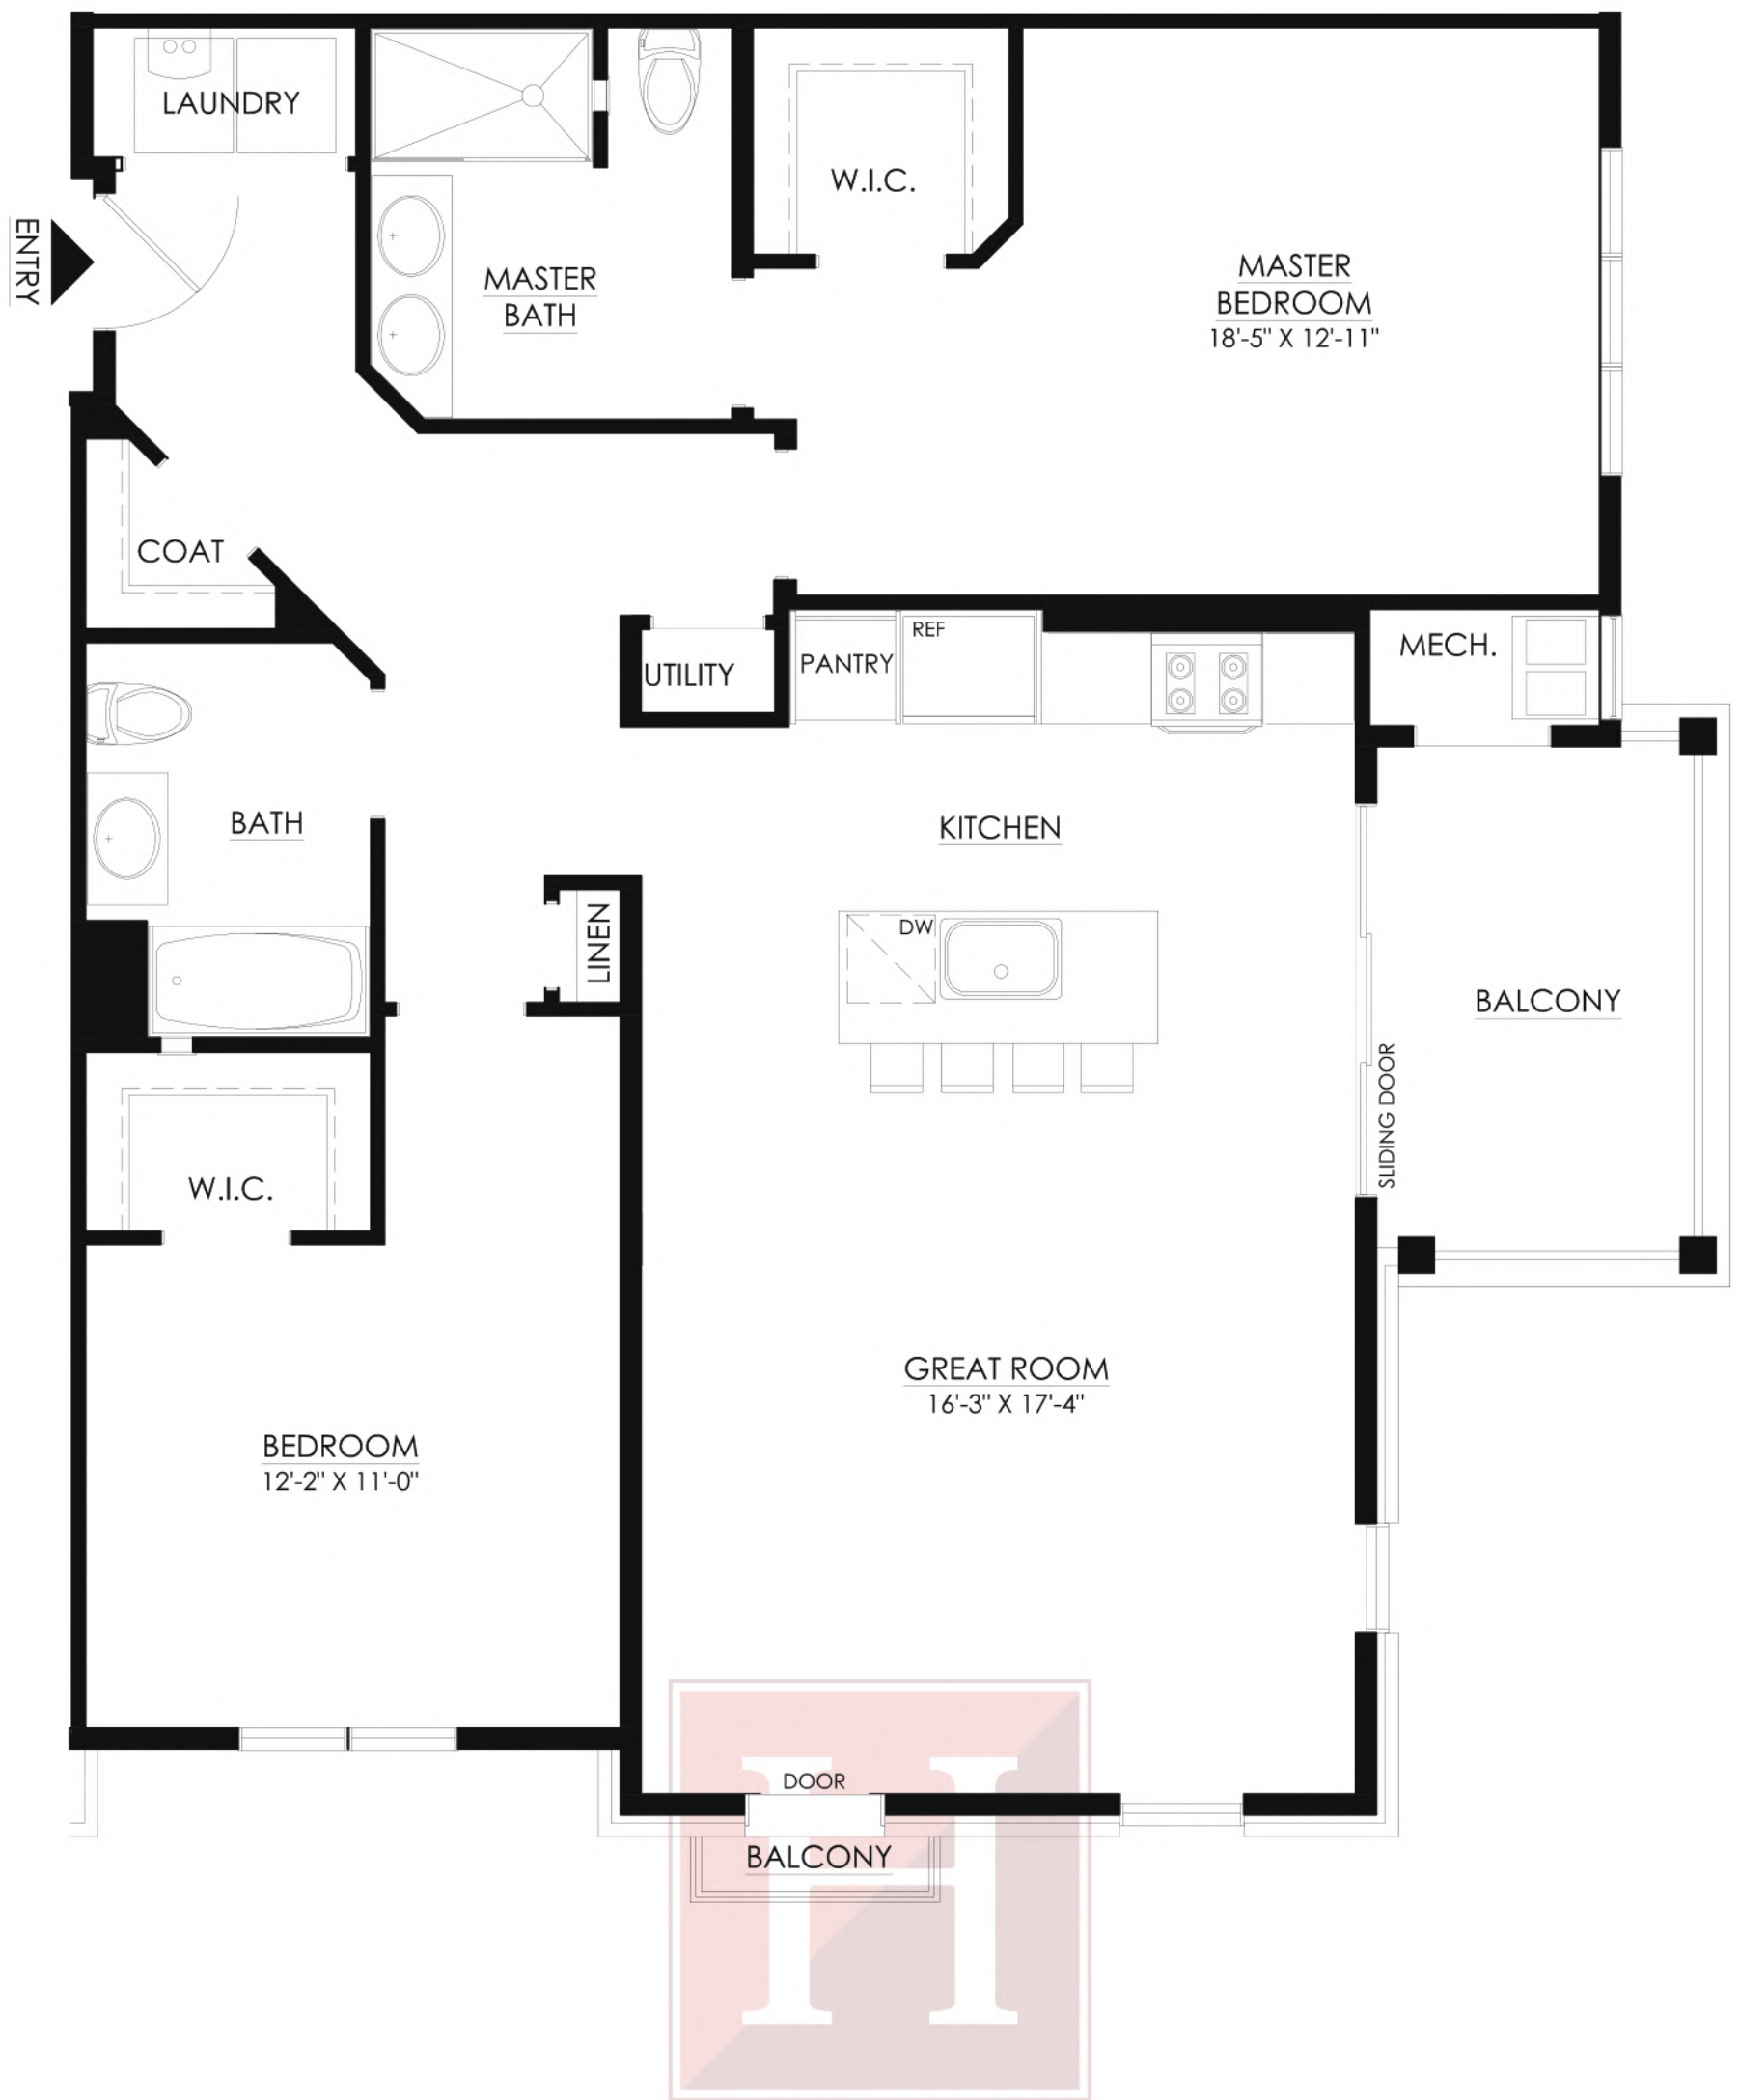 LAUNDRY
W.I.C.
ENTRY
MASTER
BATH
MASTER
BEDROOM
18'-5" X 12'-11"
COAT
REF
UTILITY
PANTRY
MECH.
BATH
KITCHEN
DW
LINEN
BALCONY
SLIDING DOOR
W.I.C.
GREAT ROOM
16'-3" X 17'-4"
BEDROOM
12'-2" X 11'-0"
DOOR
BALCONY
H